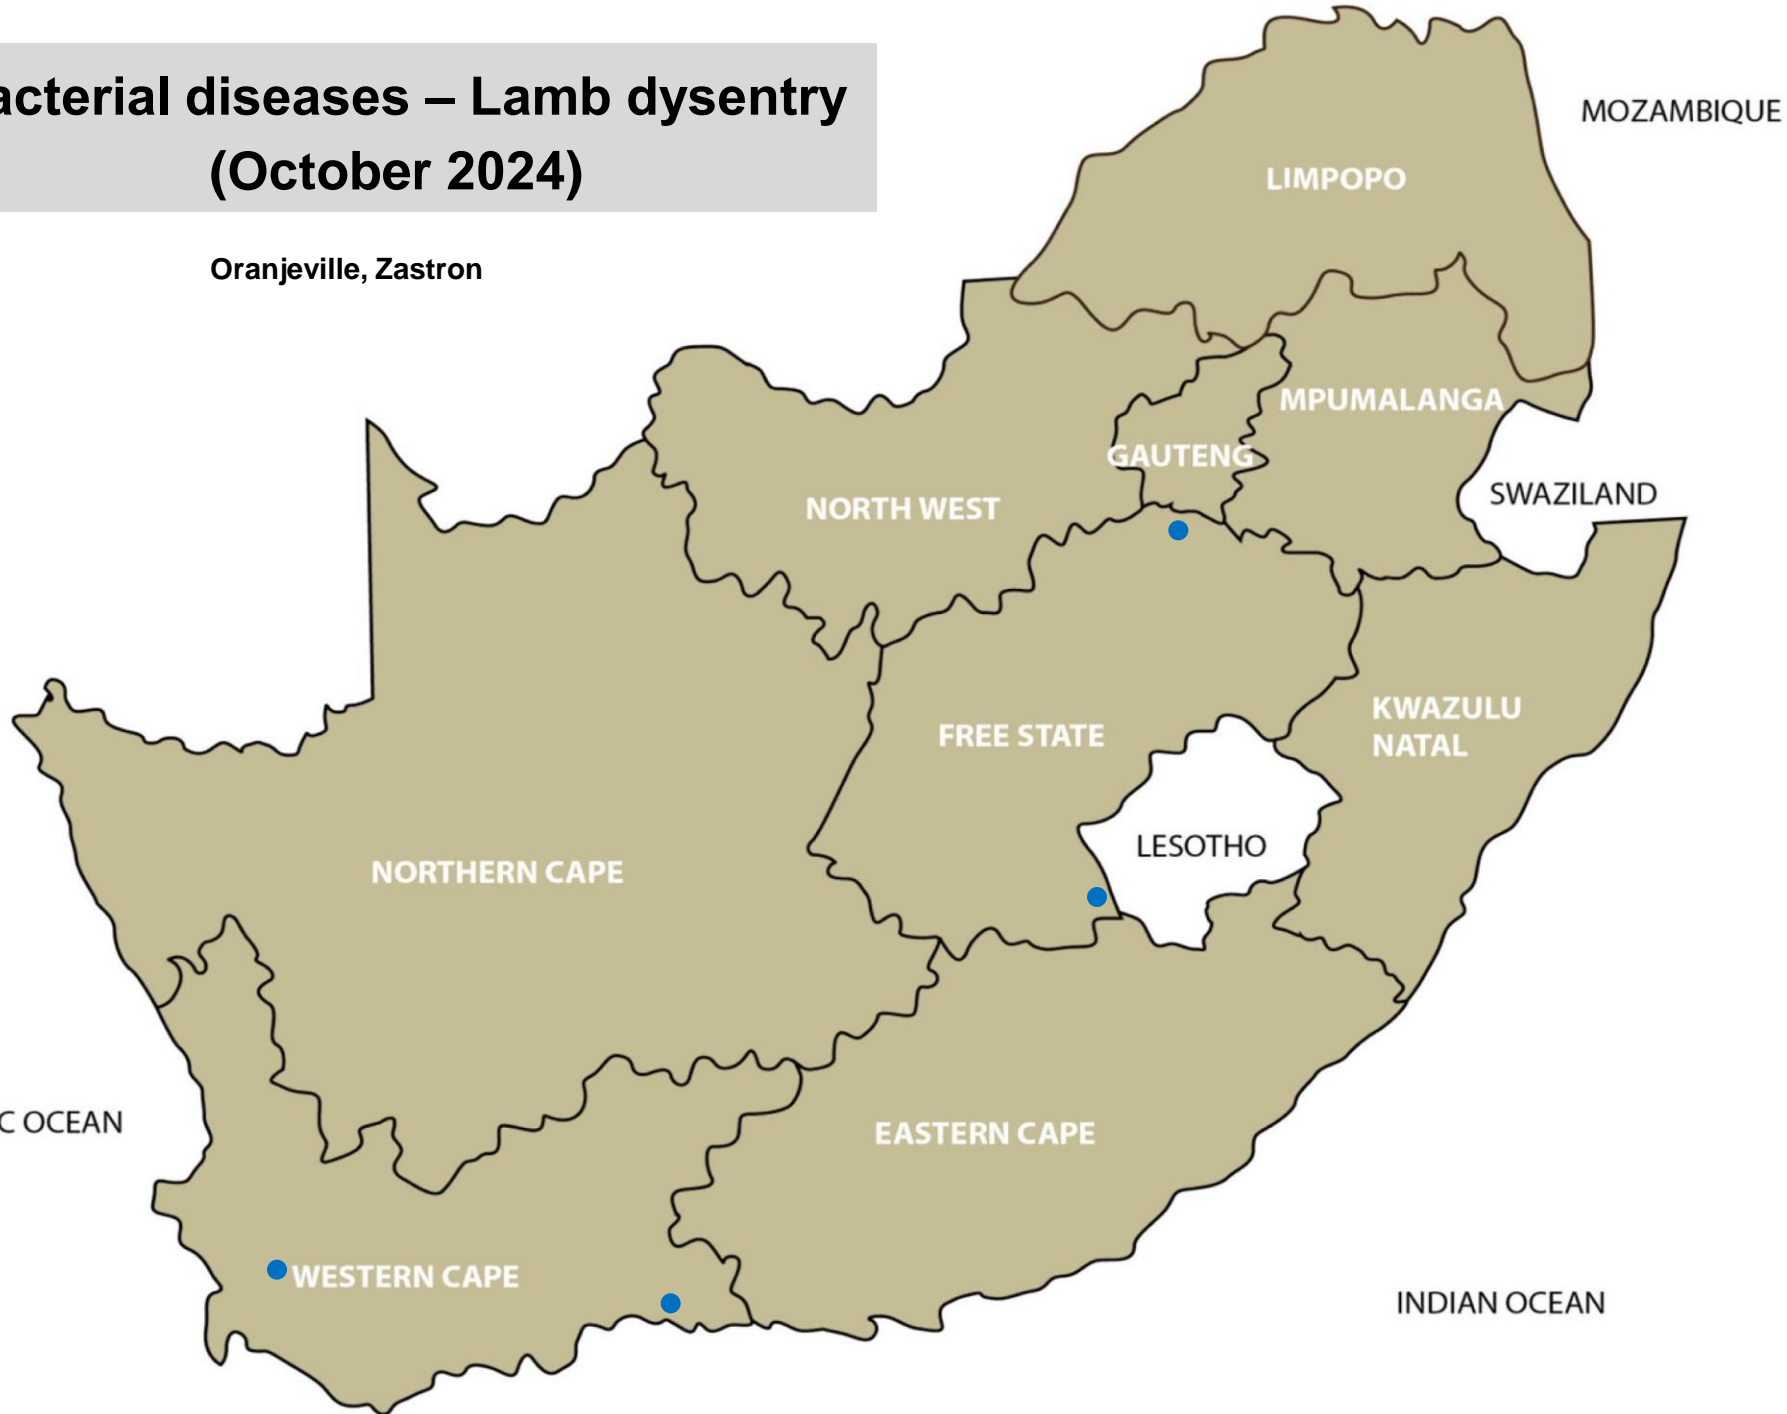 acterial diseases – Lamb dysentry
(October 2024)
Oranjeville, Zastron
MOZAMBIQUE
LIMPOPO
MPUMALANGA
GAUTENG
SWAZILAND
NORTH WEST
KWAZULU
NATAL
FREE STATE
LESOTHO
NORTHERN CAPE
C OCEAN
EASTERN CAPE
WESTERN CAPE
INDIAN OCEAN